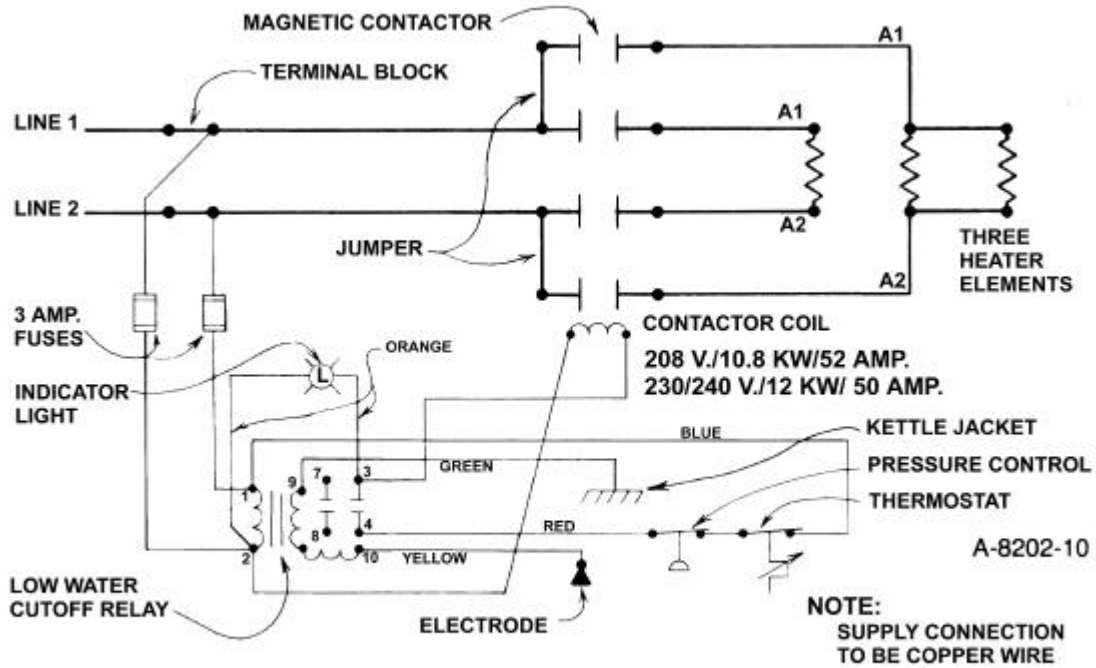 MAGNETIC CONTACTOR
A1
TERMINAL BLOCK
LINE 1
A1
LINE 2
A2
JUMPER
THREE
HEATER
ELEMENTS
A2
3 AMP.
FUSES
CONTACTOR COIL
ORANGE
208 V./10.8 KW/52 AMP.
230/240 V./12 KW/ 50 AMP.
INDICATOR
LIGHT
L
BLUE
KETTLE JACKET
GREEN
PRESSURE CONTROL
THERMOSTAT
1
9
7
3
RED
8
4
A-8202-10
2
10
YELLOW
LOW WATER
CUTOFF RELAY
ELECTRODE
NOTE:
SUPPLY CONNECTION
TO BE COPPER WIRE